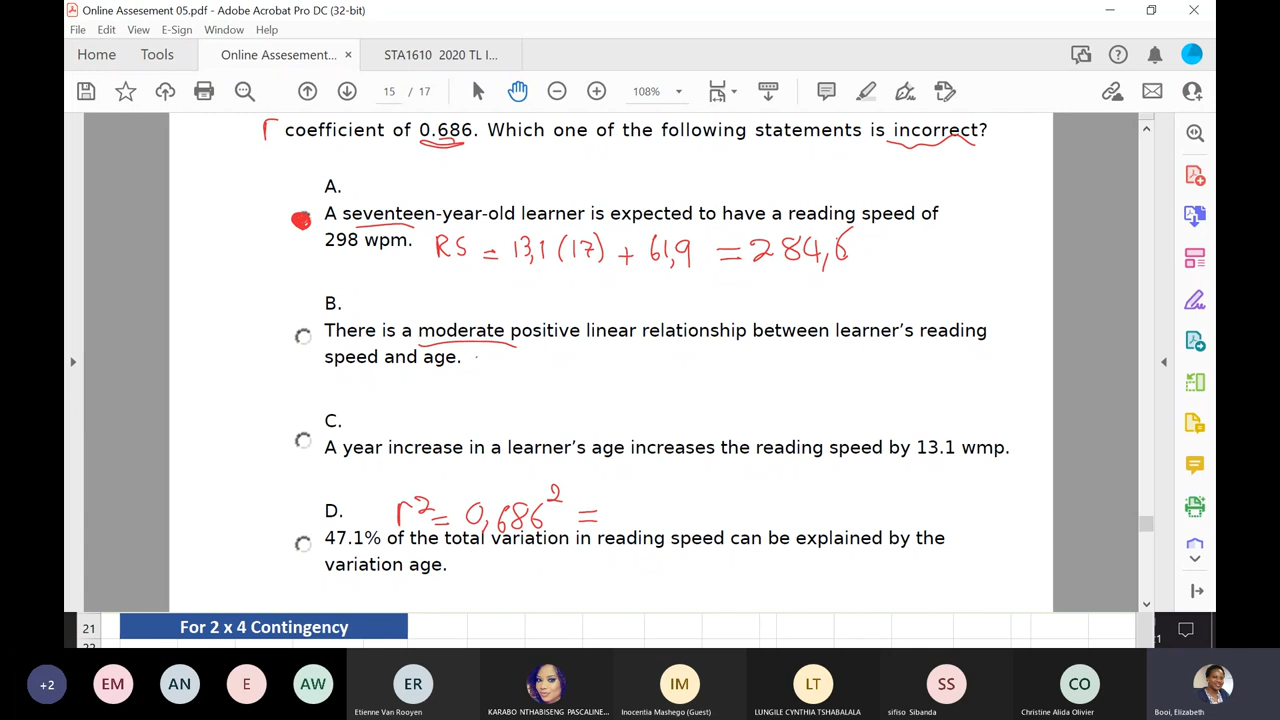 Online Assesement 05.pdf - Adobe Acrobat Pro DC (32-bit)
File Edit View E-Sign Window Help
Home Tools Online Assesement... × STA1610 2020 TL I...
15 / 17 108%
r coefficient of 0.686. Which one of the following statements is incorrect?
A.
A seventeen-year-old learner is expected to have a reading speed of
298 wpm. RS = 13,1 (17) + 61,9 = 284,6
B.
There is a moderate positive linear relationship between learner’s reading
speed and age.
C.
A year increase in a learner’s age increases the reading speed by 13.1 wmp.
D. r2 = 0,6862 =
47.1% of the total variation in reading speed can be explained by the
variation age.
21 For 2 x 4 Contingency
+2 EM AN E AW ER IM LT SS CO
Etienne Van Rooyen KARABO NTHABISENG PASCALINE... Inocentia Mashego (Guest) LUNGILE CYNTHIA TSHABALALA sifiso Sibanda Christine Alida Olivier Booi, Elizabeth